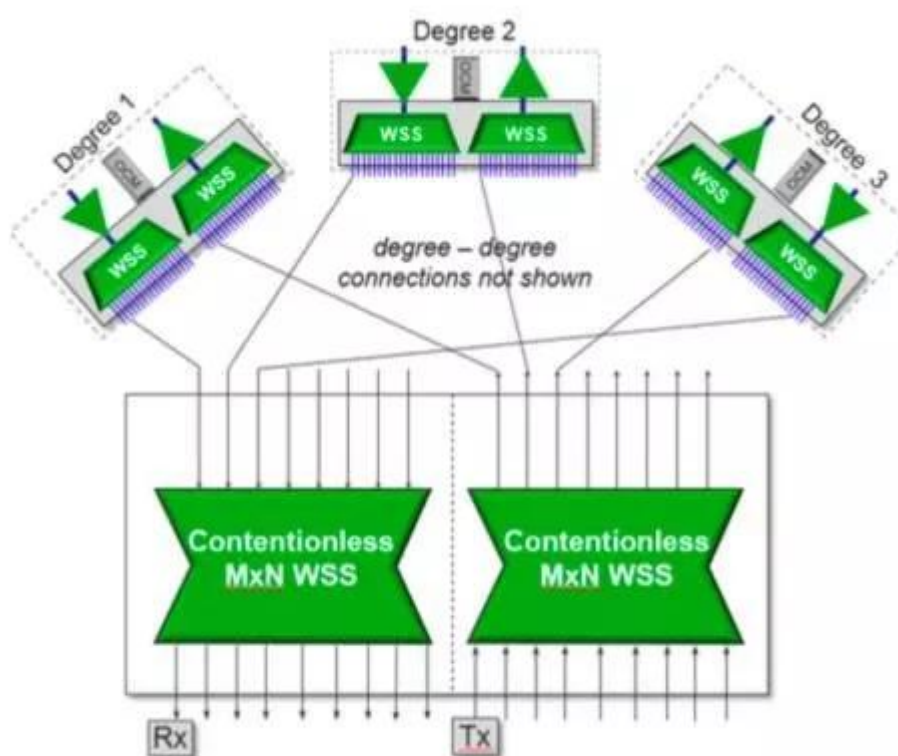 Degree 2
OCM
WSS
WSS
Degree 1
OCM
WSS
WSS
Degree 3
OCM
WSS
WSS
degree – degree
connections not shown
Contentionless
MxN WSS
Contentionless
MxN WSS
Rx
Tx